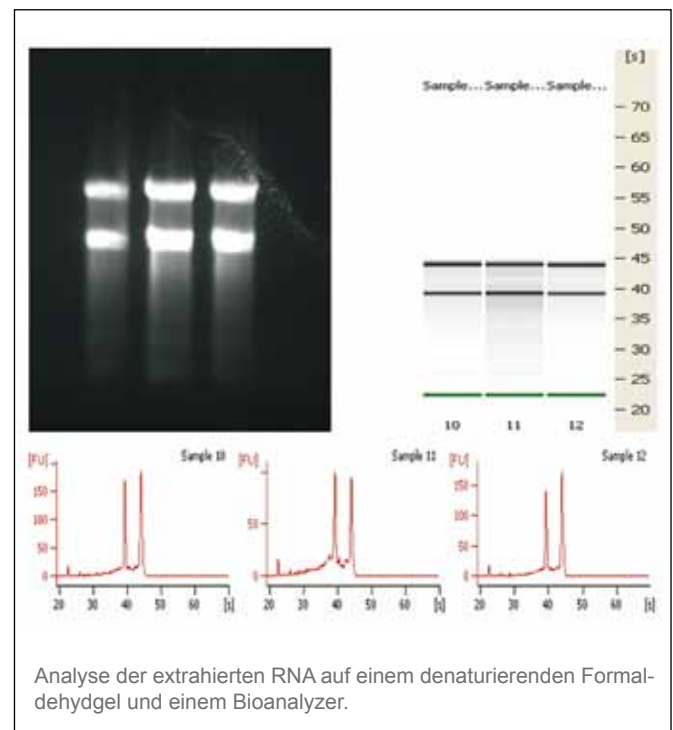 [s]
Sample... Sample... Sample...
70
65
60
55
50
45
40
35
30
25
20
10 11 12
[FU] Sample 10
150
100
50
0
20 30 40 50 60 [s]
[FU] Sample 11
50
0
20 30 40 50 60 [s]
[FU] Sample 12
150
100
50
0
20 30 40 50 60 [s]
Analyse der extrahierten RNA auf einem denaturierenden Formal-
dehydgel und einem Bioanalyzer.